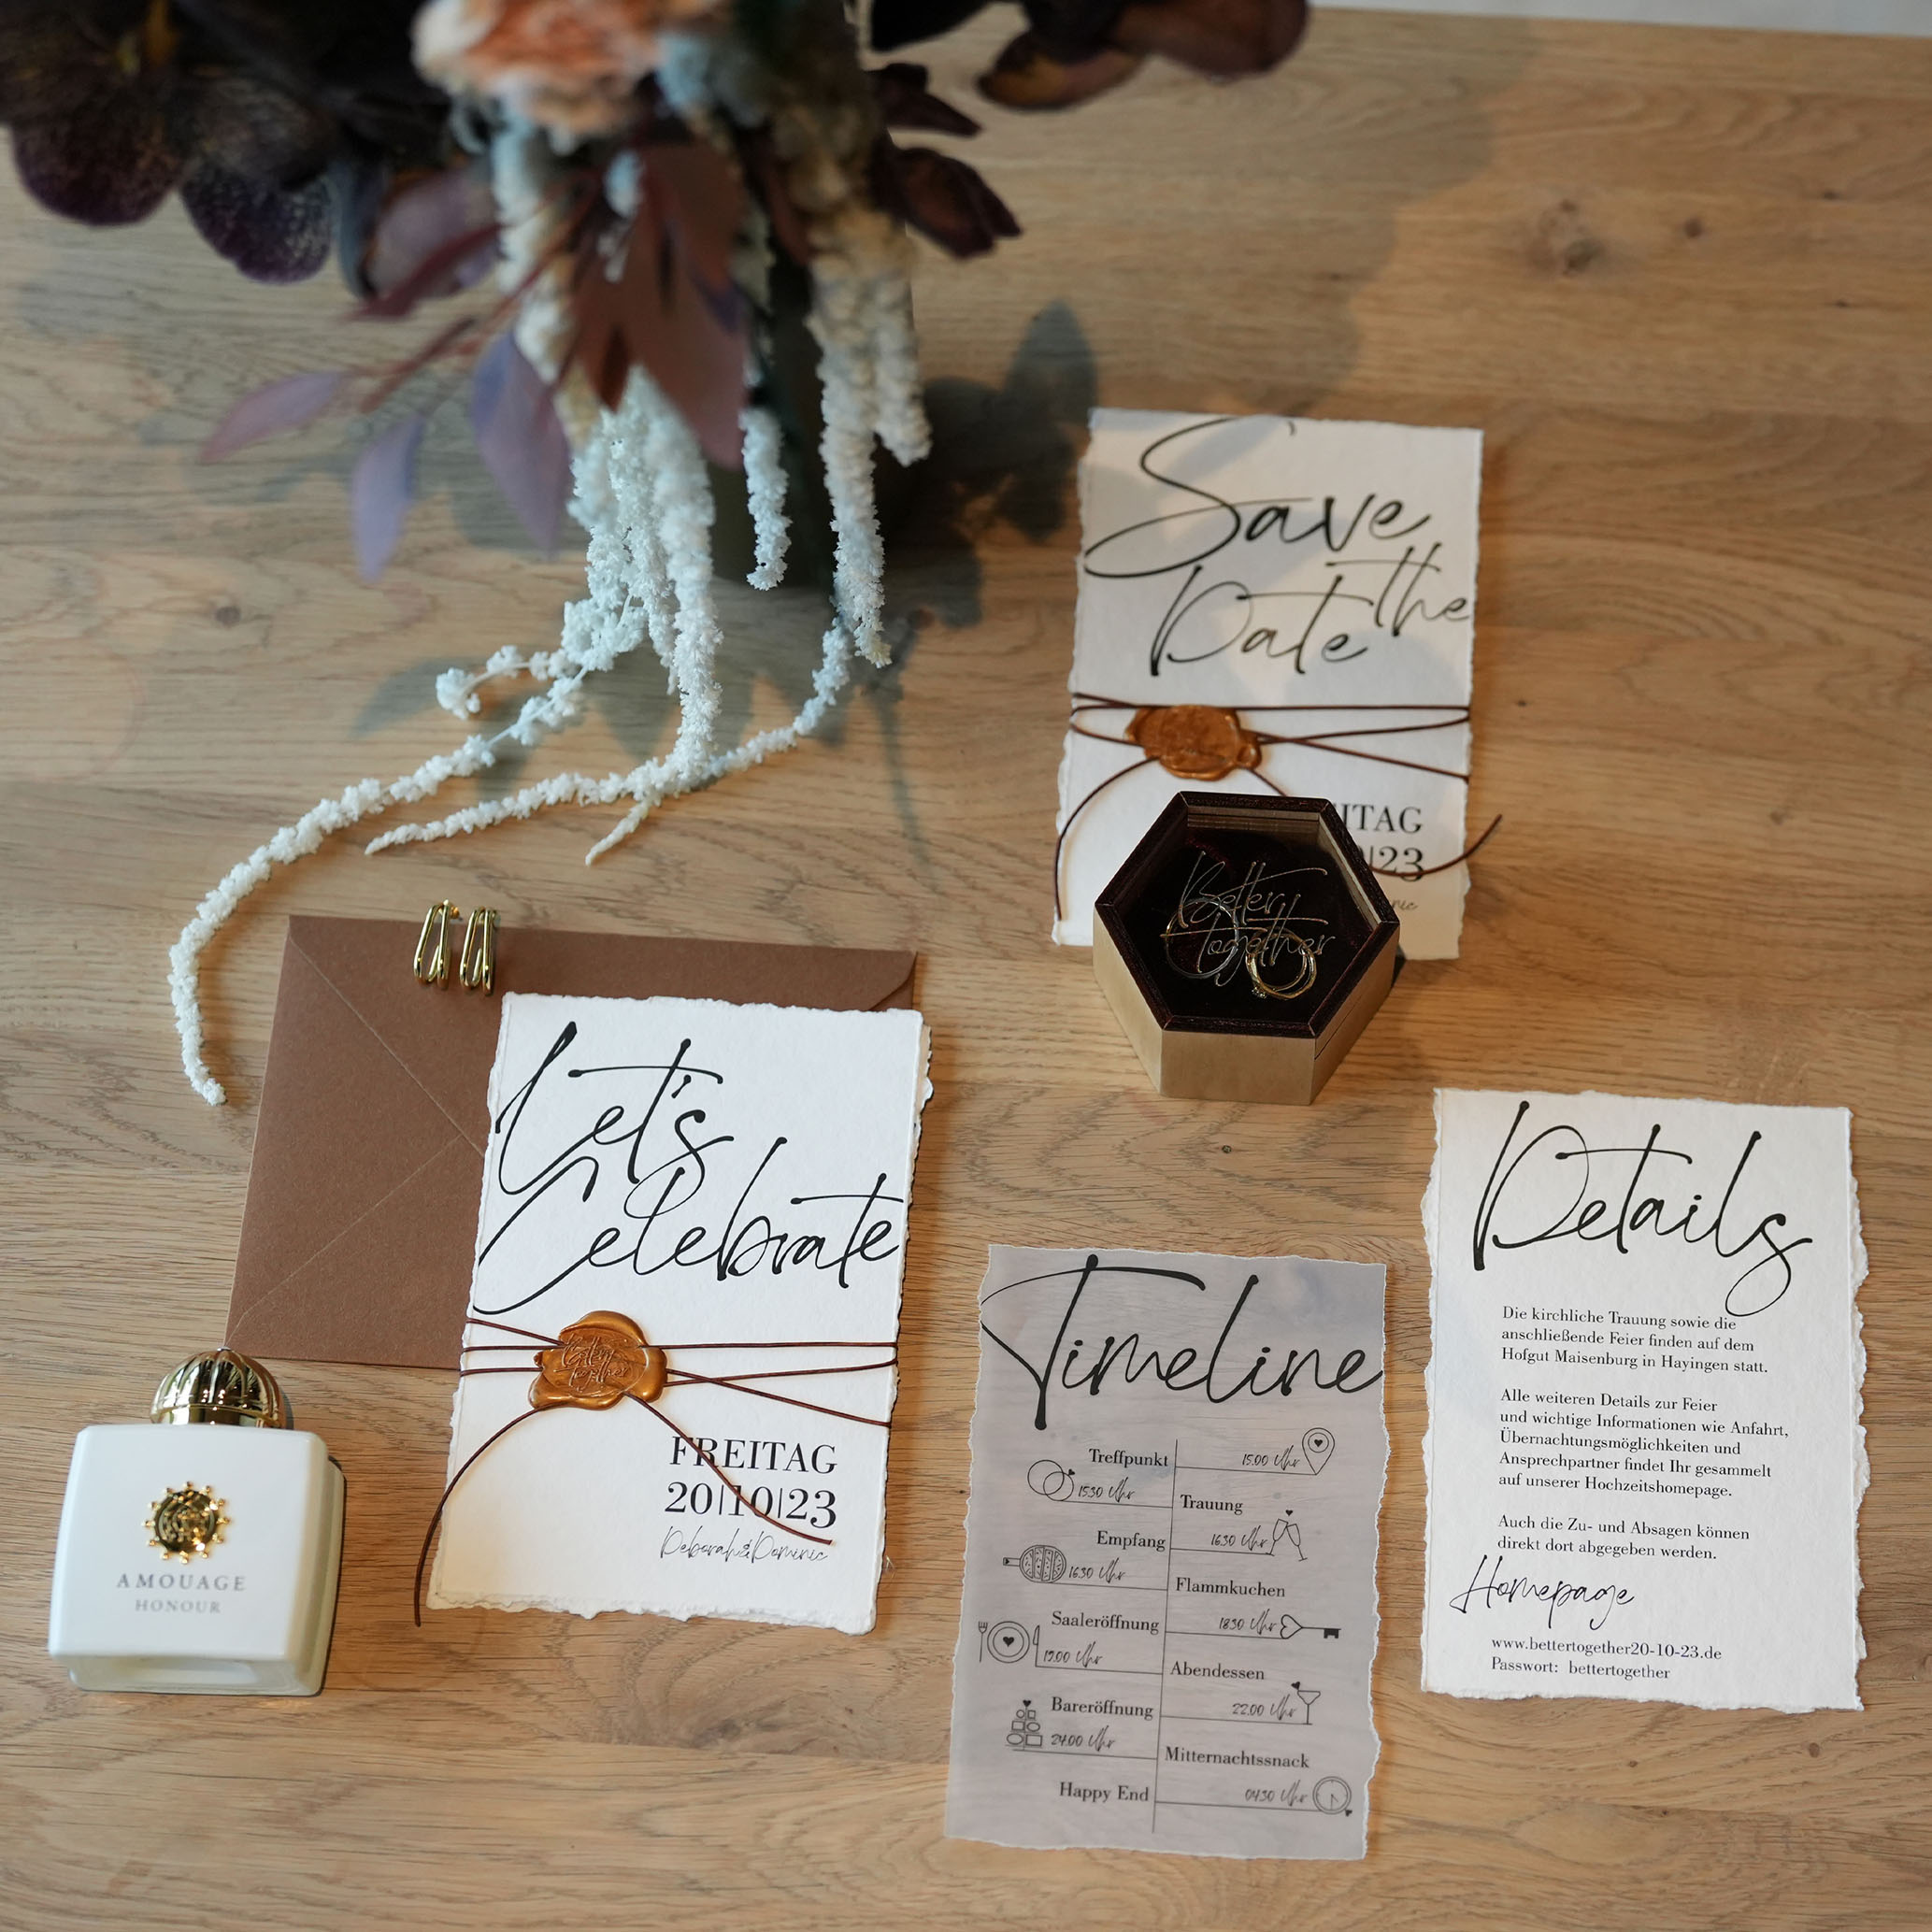 Save
the
Date
ITAG
23
Better
together
Let's
Celebrate
Better
together
FREITAG
20|10|23
Deborah & Dominic
AMOUAGE
HONOUR
Timeline
Treffpunkt 15.00 Uhr
15.30 Uhr Trauung
Empfang 16.30 Uhr
16.30 Uhr Flammkuchen
Saaleröffnung 18.30 Uhr
19.00 Uhr Abendessen
Bareröffnung 22.00 Uhr
24.00 Uhr Mitternachtssnack
Happy End 04.30 Uhr
Details
Die kirchliche Trauung sowie die
anschließende Feier finden auf dem
Hofgut Maisenburg in Hayingen statt.
Alle weiteren Details zur Feier
und wichtige Informationen wie Anfahrt,
Übernachtungsmöglichkeiten und
Ansprechpartner findet Ihr gesammelt
auf unserer Hochzeitshomepage.
Auch die Zu- und Absagen können
direkt dort abgegeben werden.
Homepage
www.bettertogether20-10-23.de
Passwort: bettertogether